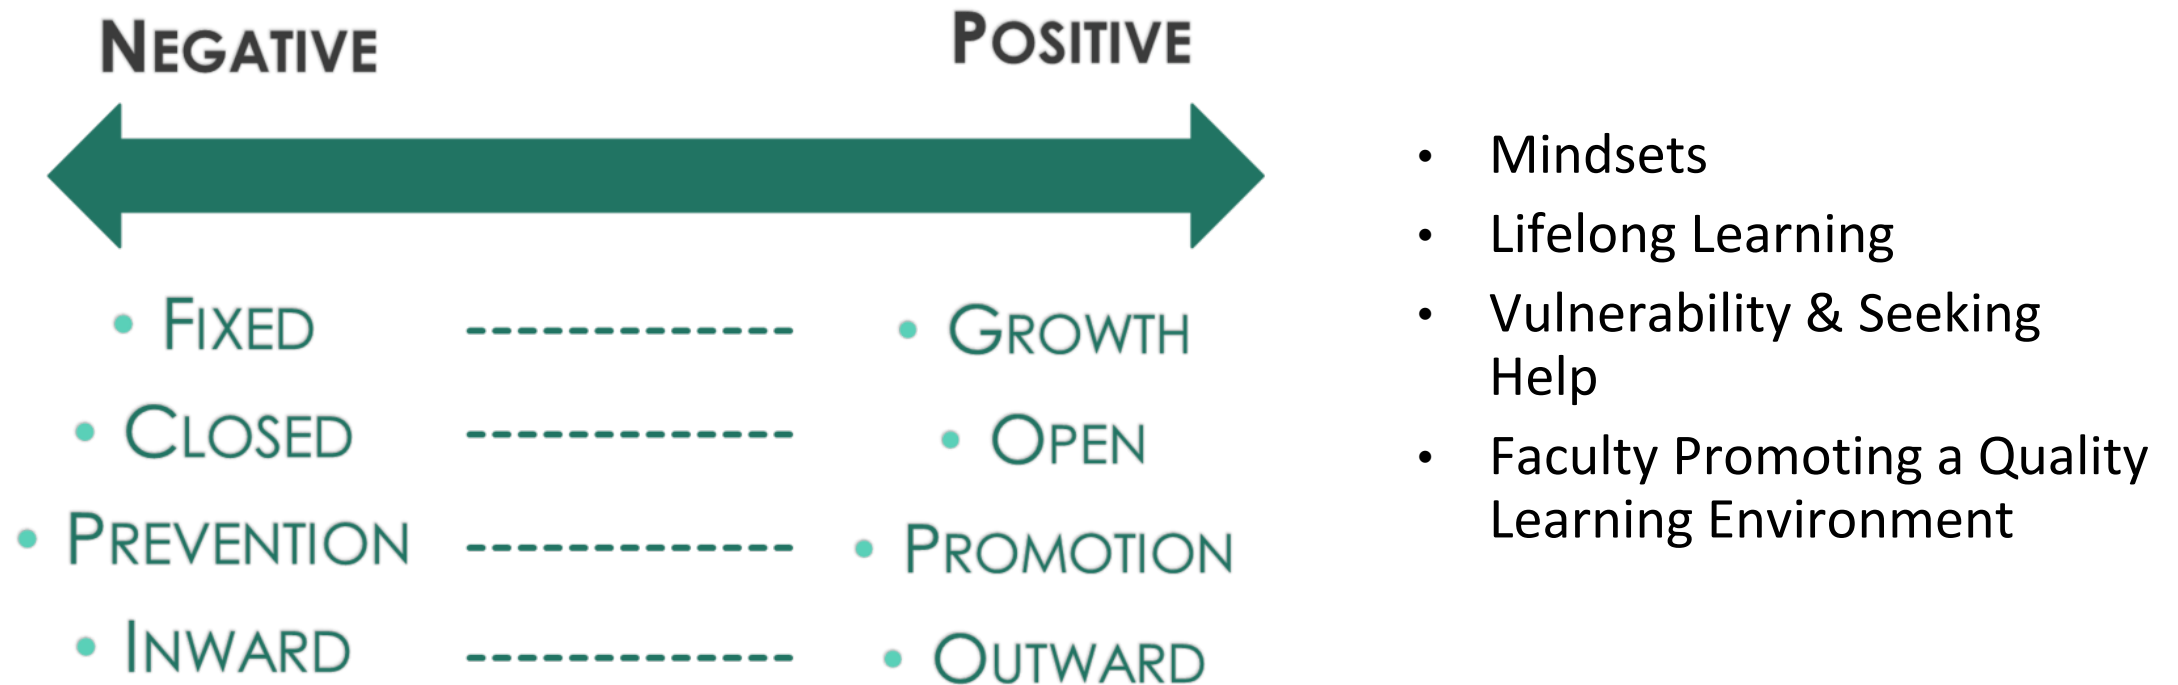 NEGATIVE
POSITIVE
• FIXED ------------- • GROWTH
• CLOSED ------------- • OPEN
• PREVENTION ------------- • PROMOTION
• INWARD ------------- • OUTWARD
• Mindsets
• Lifelong Learning
• Vulnerability & Seeking
Help
• Faculty Promoting a Quality
Learning Environment